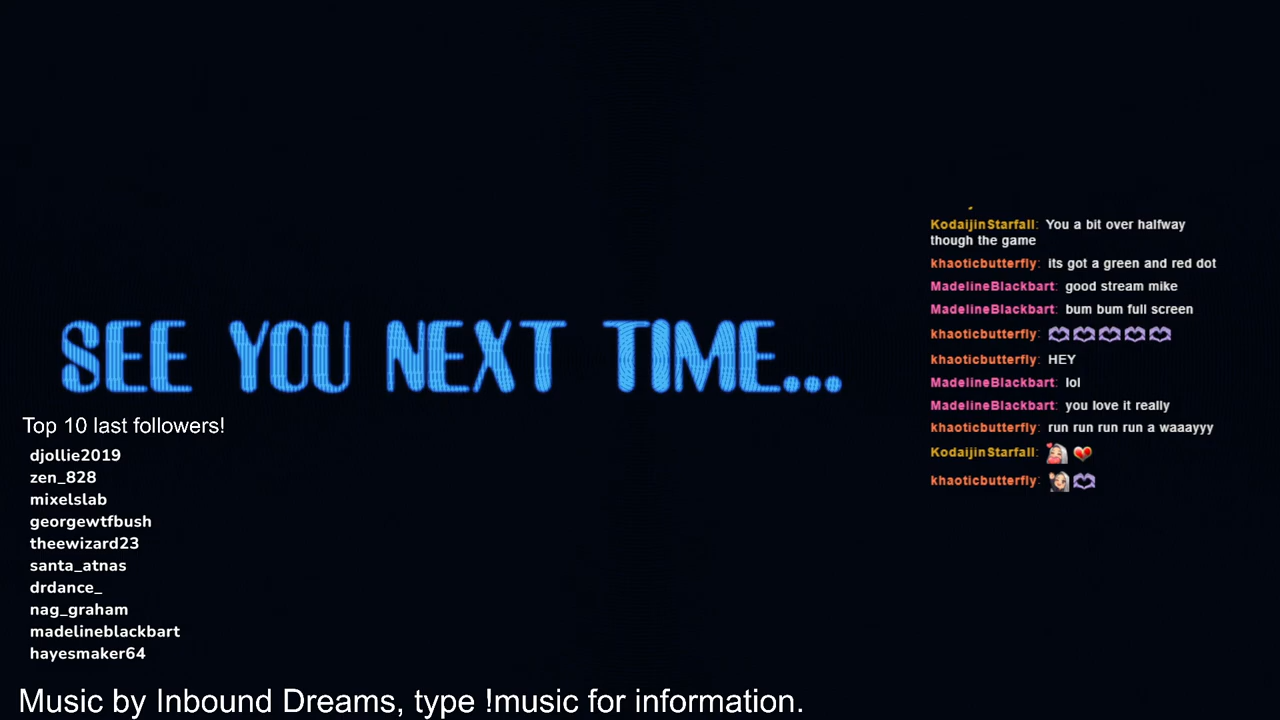 KodaijinStarfall: You a bit over halfway
though the game
khaoticbutterfly: its got a green and red dot
MadelineBlackbart: good stream mike
MadelineBlackbart: bum bum full screen
khaoticbutterfly:
khaoticbutterfly: HEY
MadelineBlackbart: lol
MadelineBlackbart: you love it really
khaoticbutterfly: run run run run a waaayyy
KodaijinStarfall:
khaoticbutterfly:
SEE YOU NEXT TIME...
Top 10 last followers!
djollie2019
zen_828
mixelslab
georgewtfbush
theewizard23
santa_atnas
drdance_
nag_graham
madelineblackbart
hayesmaker64
Music by Inbound Dreams, type !music for information.